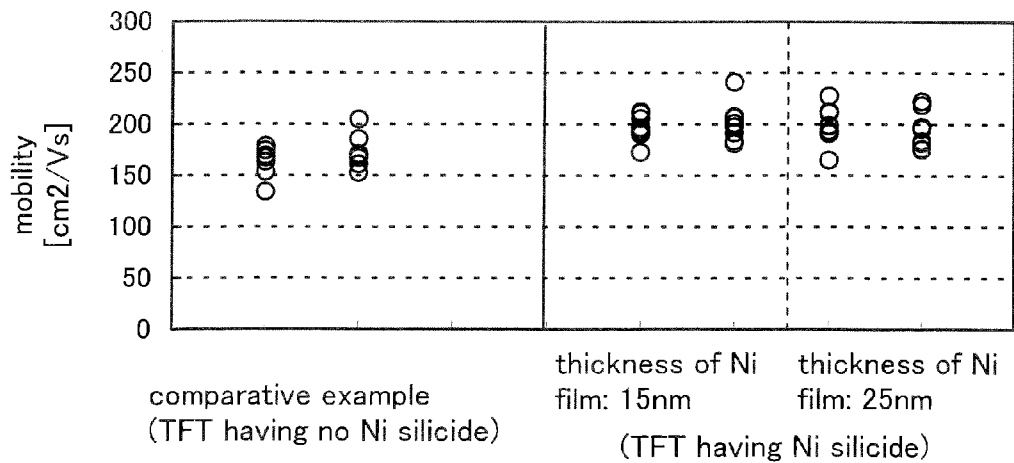 300
250
200
150
100
50
0
mobility
[cm2/Vs]
comparative example
(TFT having no Ni silicide)
thickness of Ni
film: 15nm
thickness of Ni
film: 25nm
(TFT having Ni silicide)